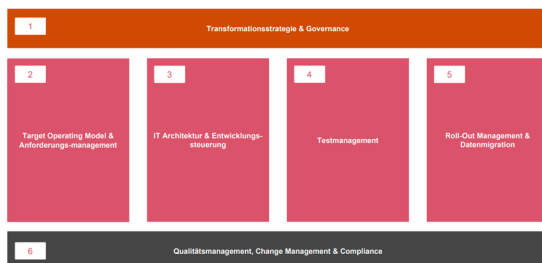 1
Transformationsstrategie & Governance
2
Target Operating Model &
Anforderungs-management
3
IT Architektur & Entwicklungs-
steuerung
4
Testmanagement
5
Roll-Out Management &
Datenmigration
6
Qualitätsmanagement, Change Management & Compliance